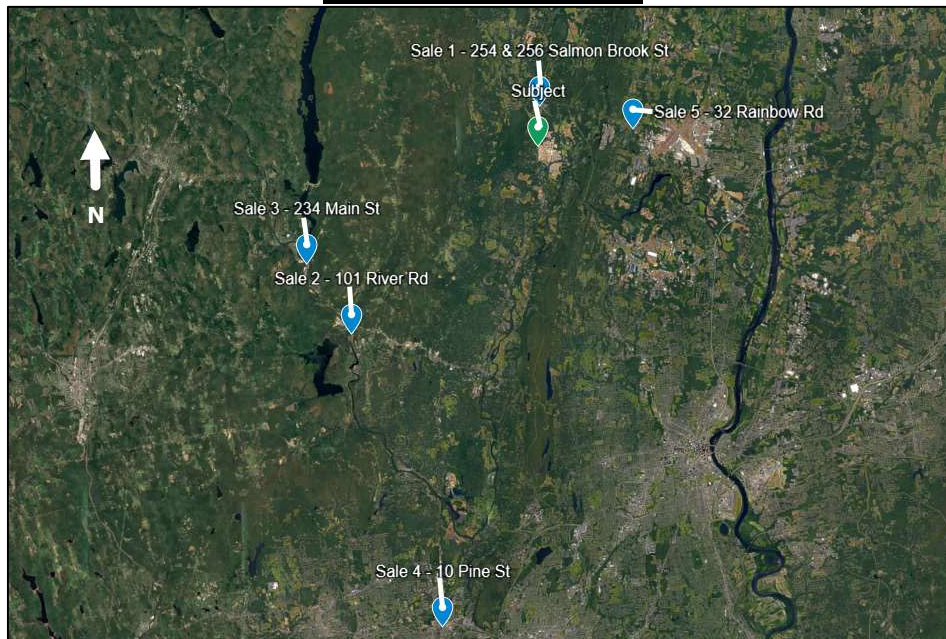 Sale 1 - 254 & 256 Salmon Brook St
Subject
Sale 5 - 32 Rainbow Rd
N
Sale 3 - 234 Main St
Sale 2 - 101 River Rd
Sale 4 - 10 Pine St